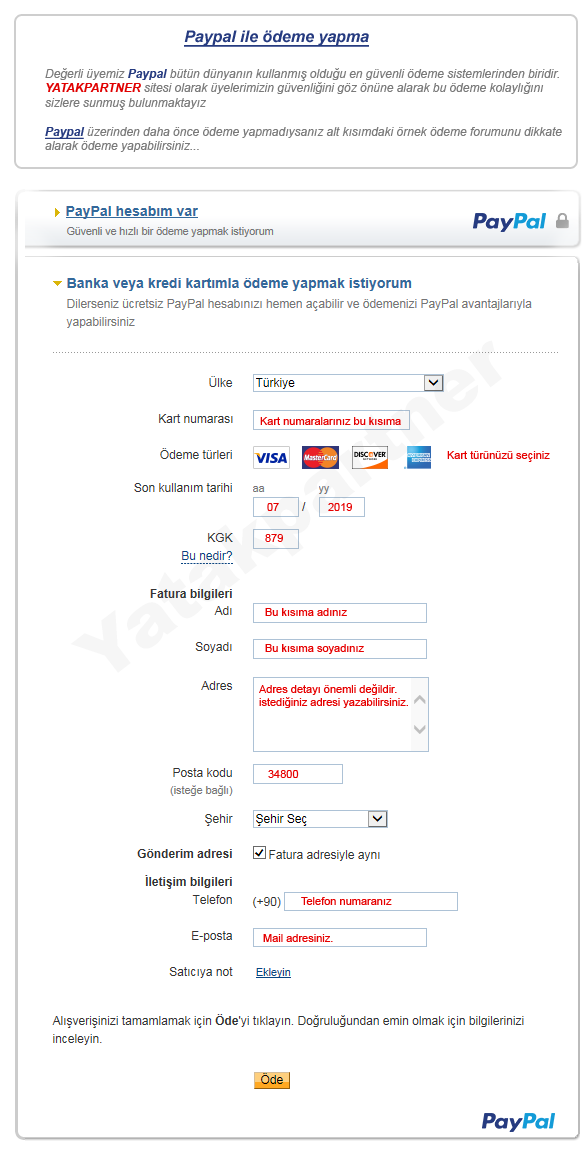 Paypal ile ödeme yapma
Değerli üyemiz Paypal bütün dünyanın kullanmış olduğu en güvenli ödeme sistemlerinden biridir.
YATAKPARTNER sitesi olarak üyelerimizin güvenliğini göz önüne alarak bu ödeme kolaylığını
sizlere sunmuş bulunmaktayız
Paypal üzerinden daha önce ödeme yapmadıysanız alt kısımdaki örnek ödeme forumunu dikkate
alarak ödeme yapabilirsiniz...
PayPal hesabım var
PayPal
Güvenli ve hızlı bir ödeme yapmak istiyorum
Banka veya kredi kartımla ödeme yapmak istiyorum
Dilerseniz ücretsiz PayPal hesabınızı hemen açabilir ve ödemenizi PayPal avantajlarıyla
yapabilirsiniz
Ülke Türkiye
Kart numarası Kart numaralarınız bu kısıma
Ödeme türleri VISA MasterCard DISCOVER Kart türünüzü seçiniz
Son kullanım tarihi aa yy
07 / 2019
KGK 879
Bu nedir?
Fatura bilgileri
Adı Bu kısıma adınız
Soyadı Bu kısıma soyadınız
Adres Adres detayı önemli değildir.
istediğiniz adresi yazabilirsiniz.
Posta kodu 34800
(isteğe bağlı)
Şehir Şehir Seç
Gönderim adresi Fatura adresiyle aynı
İletişim bilgileri
Telefon (+90) Telefon numaranız
E-posta Mail adresiniz.
Satıcıya not Ekleyin
Alışverişinizi tamamlamak için Öde'yi tıklayın. Doğruluğundan emin olmak için bilgilerinizi
inceleyin.
Öde
PayPal
Yatakpartner